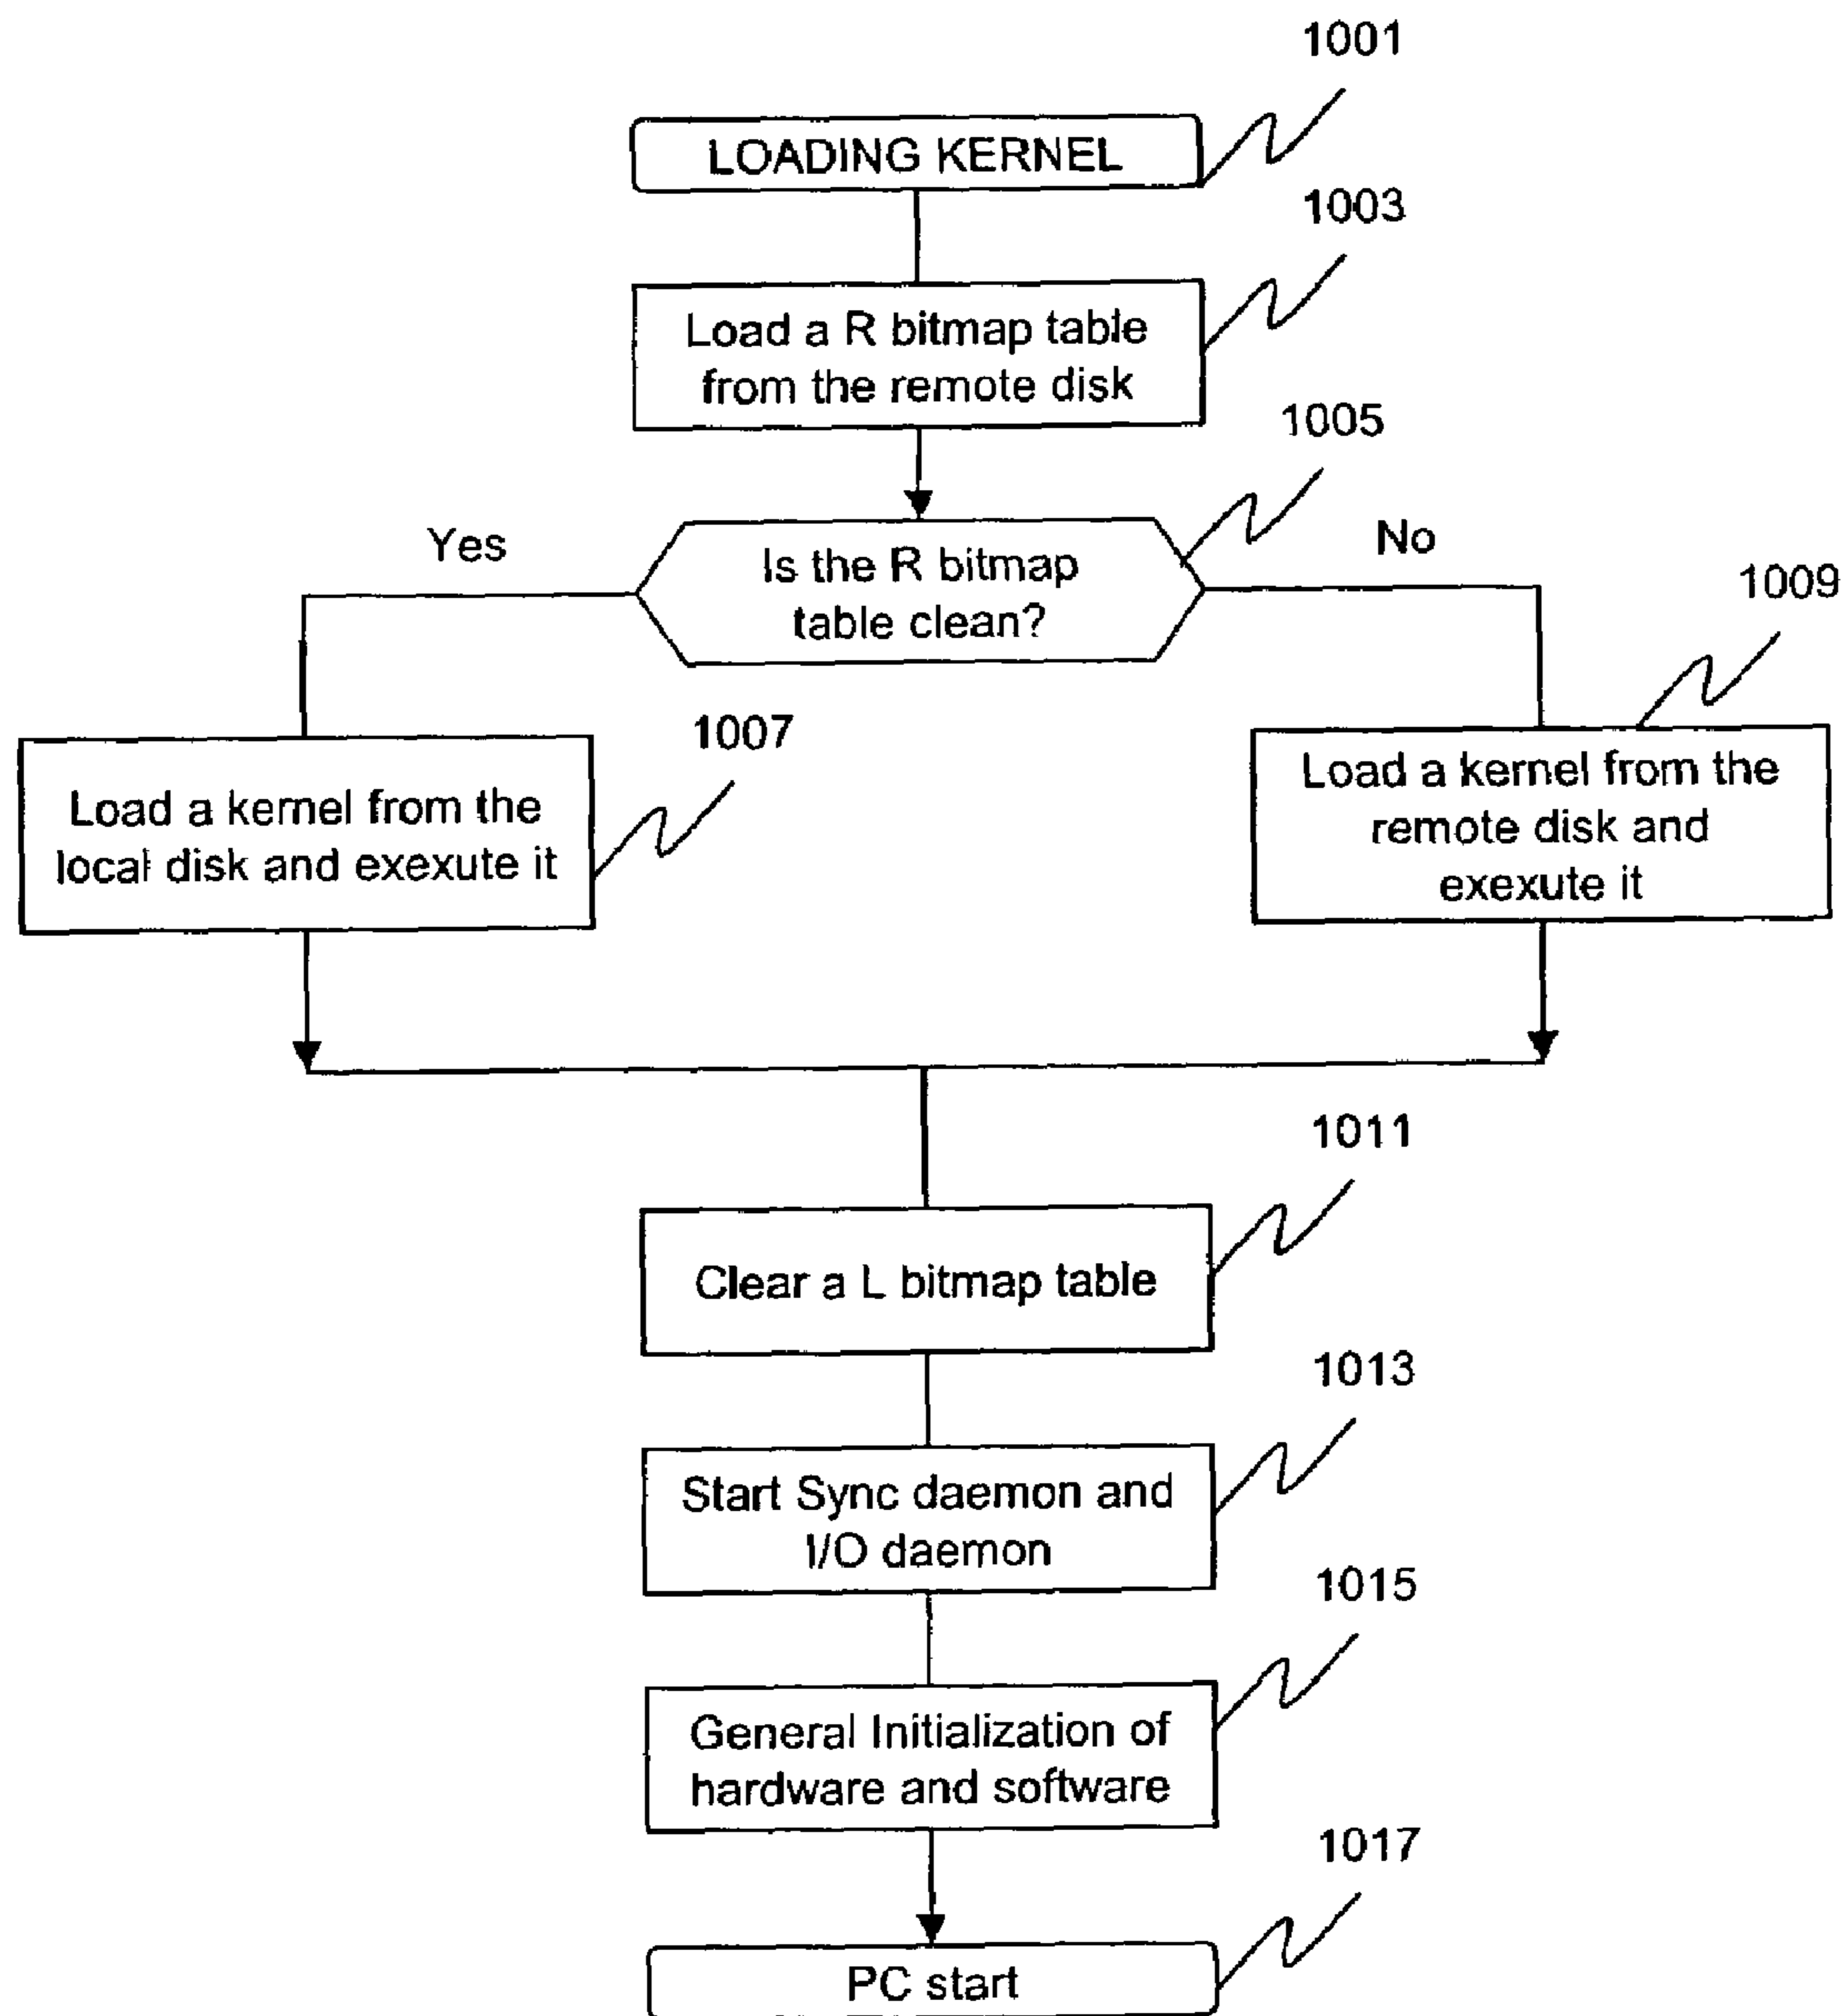 1001
LOADING KERNEL
1003
Load a R bitmap table
from the remote disk
1005
Yes
No
Is the R bitmap
table clean?
1009
1007
Load a kernel from the
local disk and exexute it
Load a kernel from the
remote disk and
exexute it
1011
Clear a L bitmap table
1013
Start Sync daemon and
I/O daemon
1015
General Initialization of
hardware and software
1017
PC start